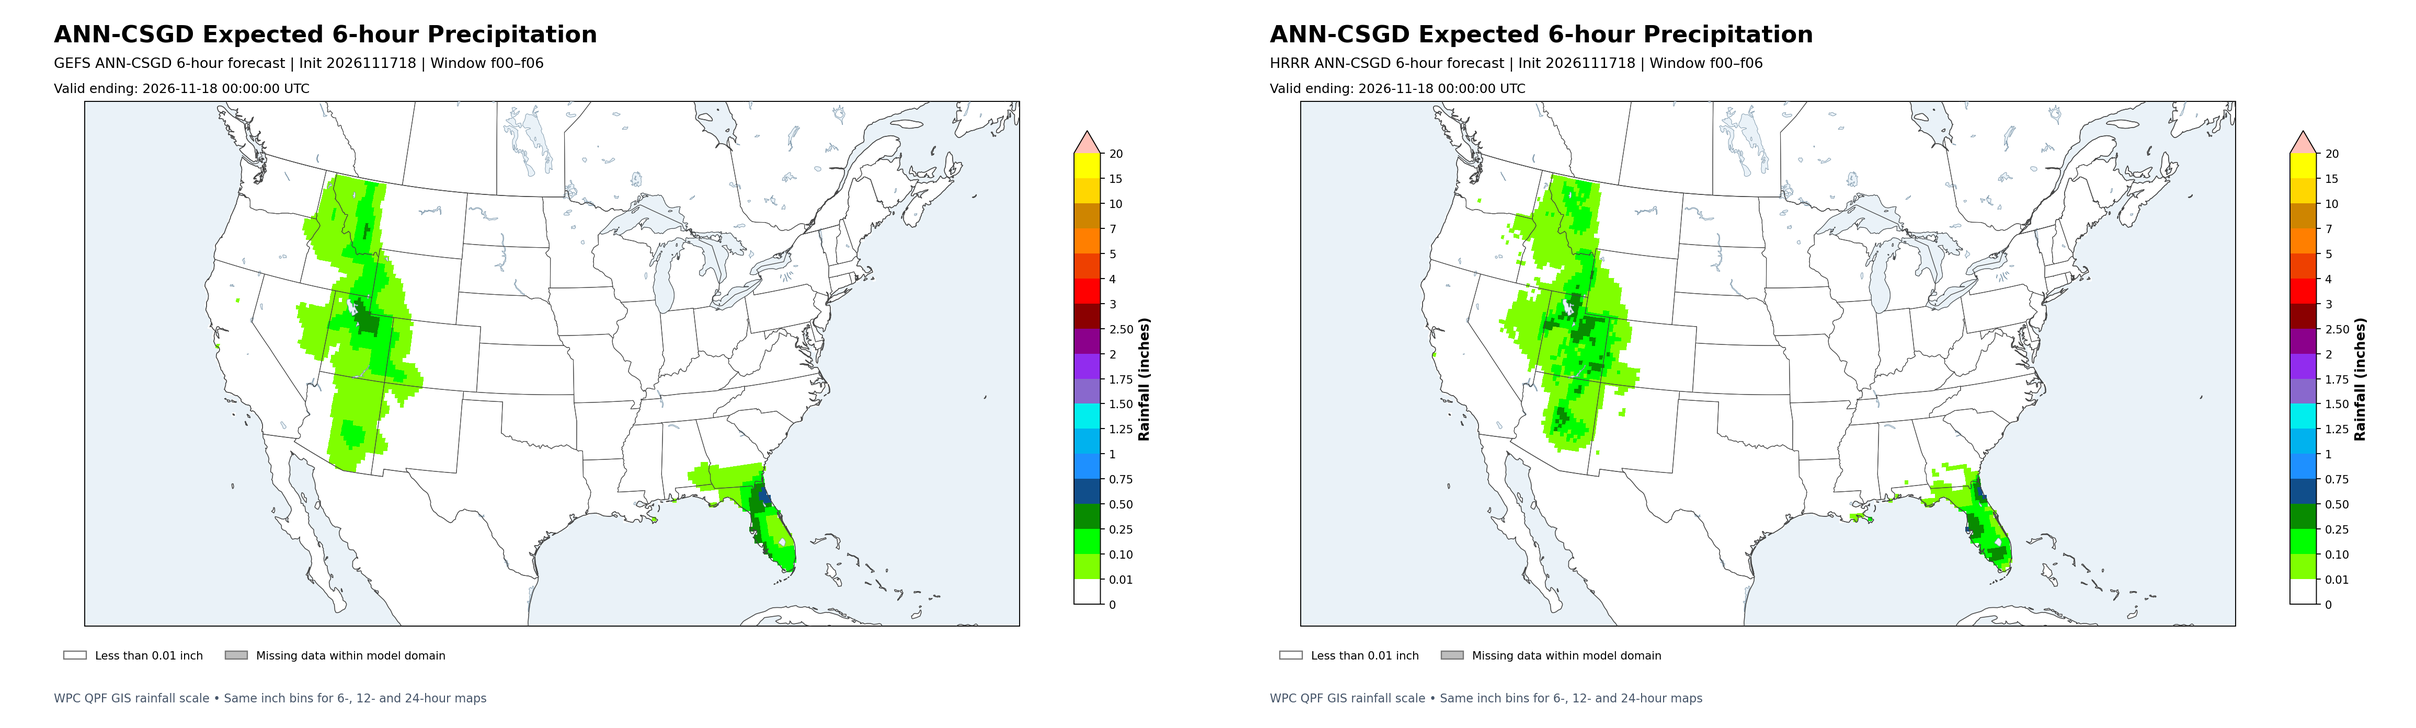 ANN-CSGD Expected 6-hour Precipitation
GEFS ANN-CSGD 6-hour forecast | Init 2026111718 | Window f00–f06
Valid ending: 2026-11-18 00:00:00 UTC
20
15
10
7
5
4
3
2.50
2
1.75
1.50
1.25
1
0.75
0.50
0.25
0.10
0.01
0
Rainfall (inches)
Less than 0.01 inch
Missing data within model domain
WPC QPF GIS rainfall scale • Same inch bins for 6-, 12- and 24-hour maps
ANN-CSGD Expected 6-hour Precipitation
HRRR ANN-CSGD 6-hour forecast | Init 2026111718 | Window f00–f06
Valid ending: 2026-11-18 00:00:00 UTC
20
15
10
7
5
4
3
2.50
2
1.75
1.50
1.25
1
0.75
0.50
0.25
0.10
0.01
0
Rainfall (inches)
Less than 0.01 inch
Missing data within model domain
WPC QPF GIS rainfall scale • Same inch bins for 6-, 12- and 24-hour maps